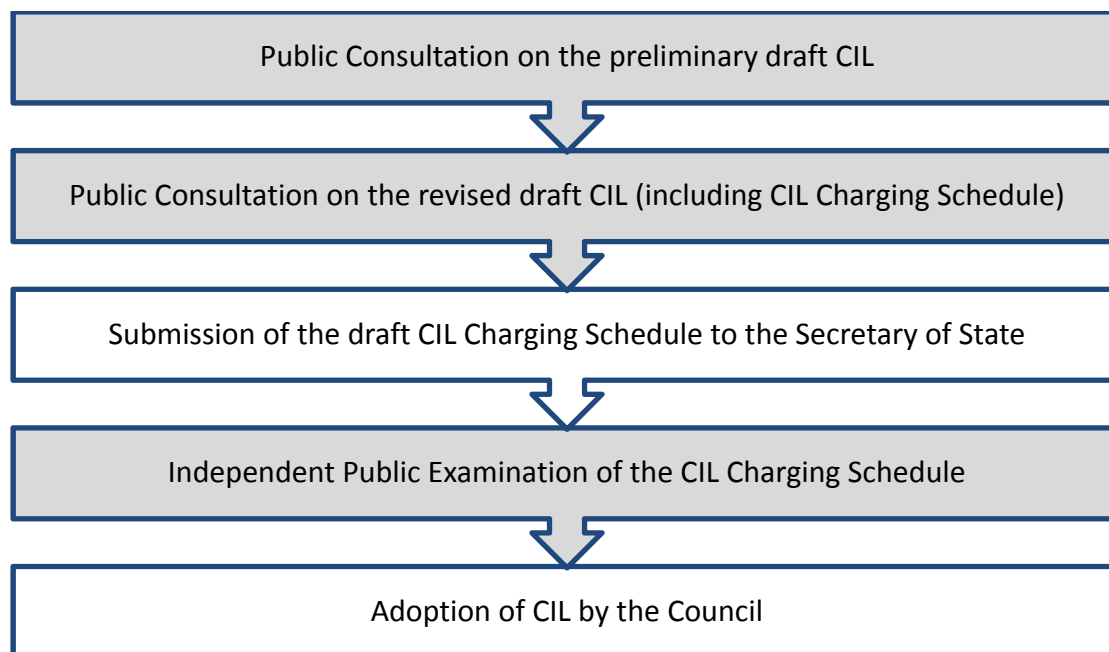 Public Consultation on the preliminary draft CIL
Public Consultation on the revised draft CIL (including CIL Charging Schedule)
Submission of the draft CIL Charging Schedule to the Secretary of State
Independent Public Examination of the CIL Charging Schedule
Adoption of CIL by the Council